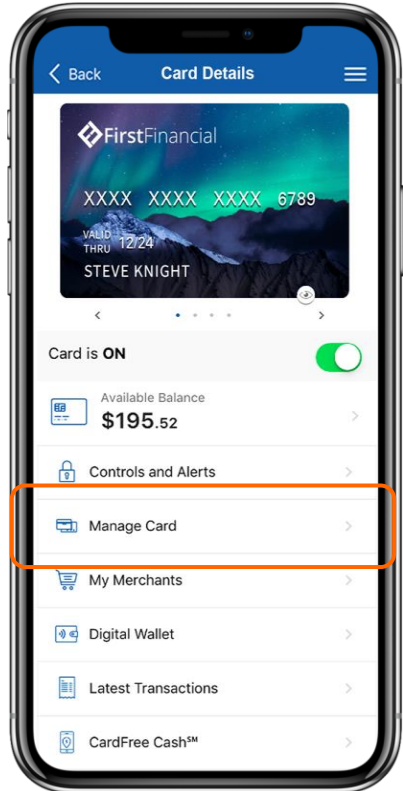 Back
Card Details
FirstFinancial
XXXX XXXX XXXX 6789
VALID
THRU 12/24
STEVE KNIGHT
Card is ON
Available Balance
$195.52
Controls and Alerts
Manage Card
My Merchants
Digital Wallet
Latest Transactions
CardFree Cash℠